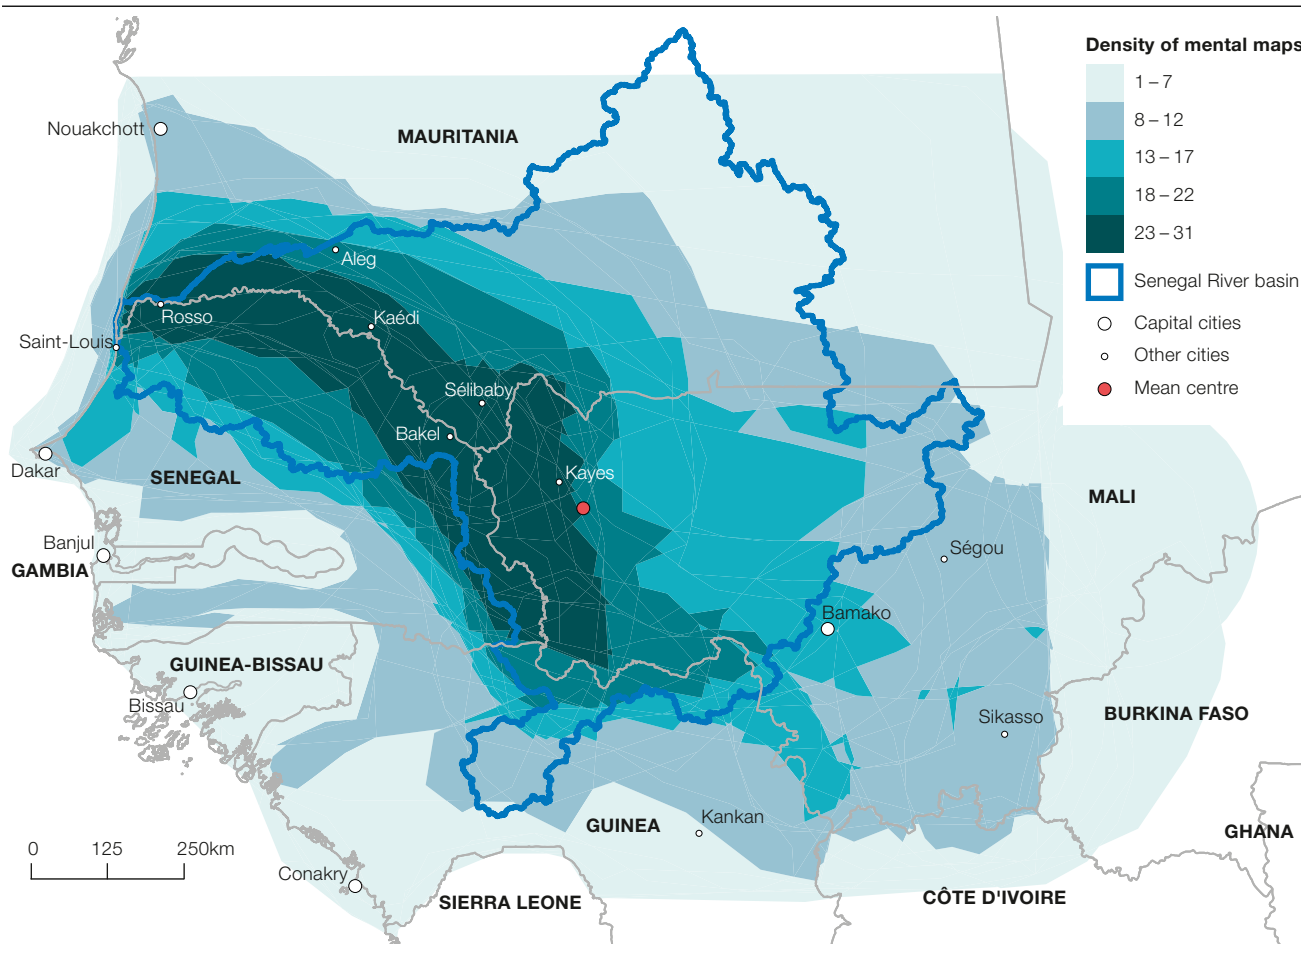 Density of mental maps
1 – 7
8 – 12
13 – 17
18 – 22
23 – 31
Senegal River basin
Capital cities
Other cities
Mean centre
Nouakchott
MAURITANIA
Aleg
Rosso
Kaédi
Saint-Louis
Sélibaby
Bakel
Dakar
SENEGAL
Kayes
MALI
Banjul
GAMBIA
Ségou
Bamako
GUINEA-BISSAU
Bissau
Sikasso
BURKINA FASO
Kankan
GUINEA
GHANA
0 125 250km
Conakry
SIERRA LEONE
CÔTE D'IVOIRE